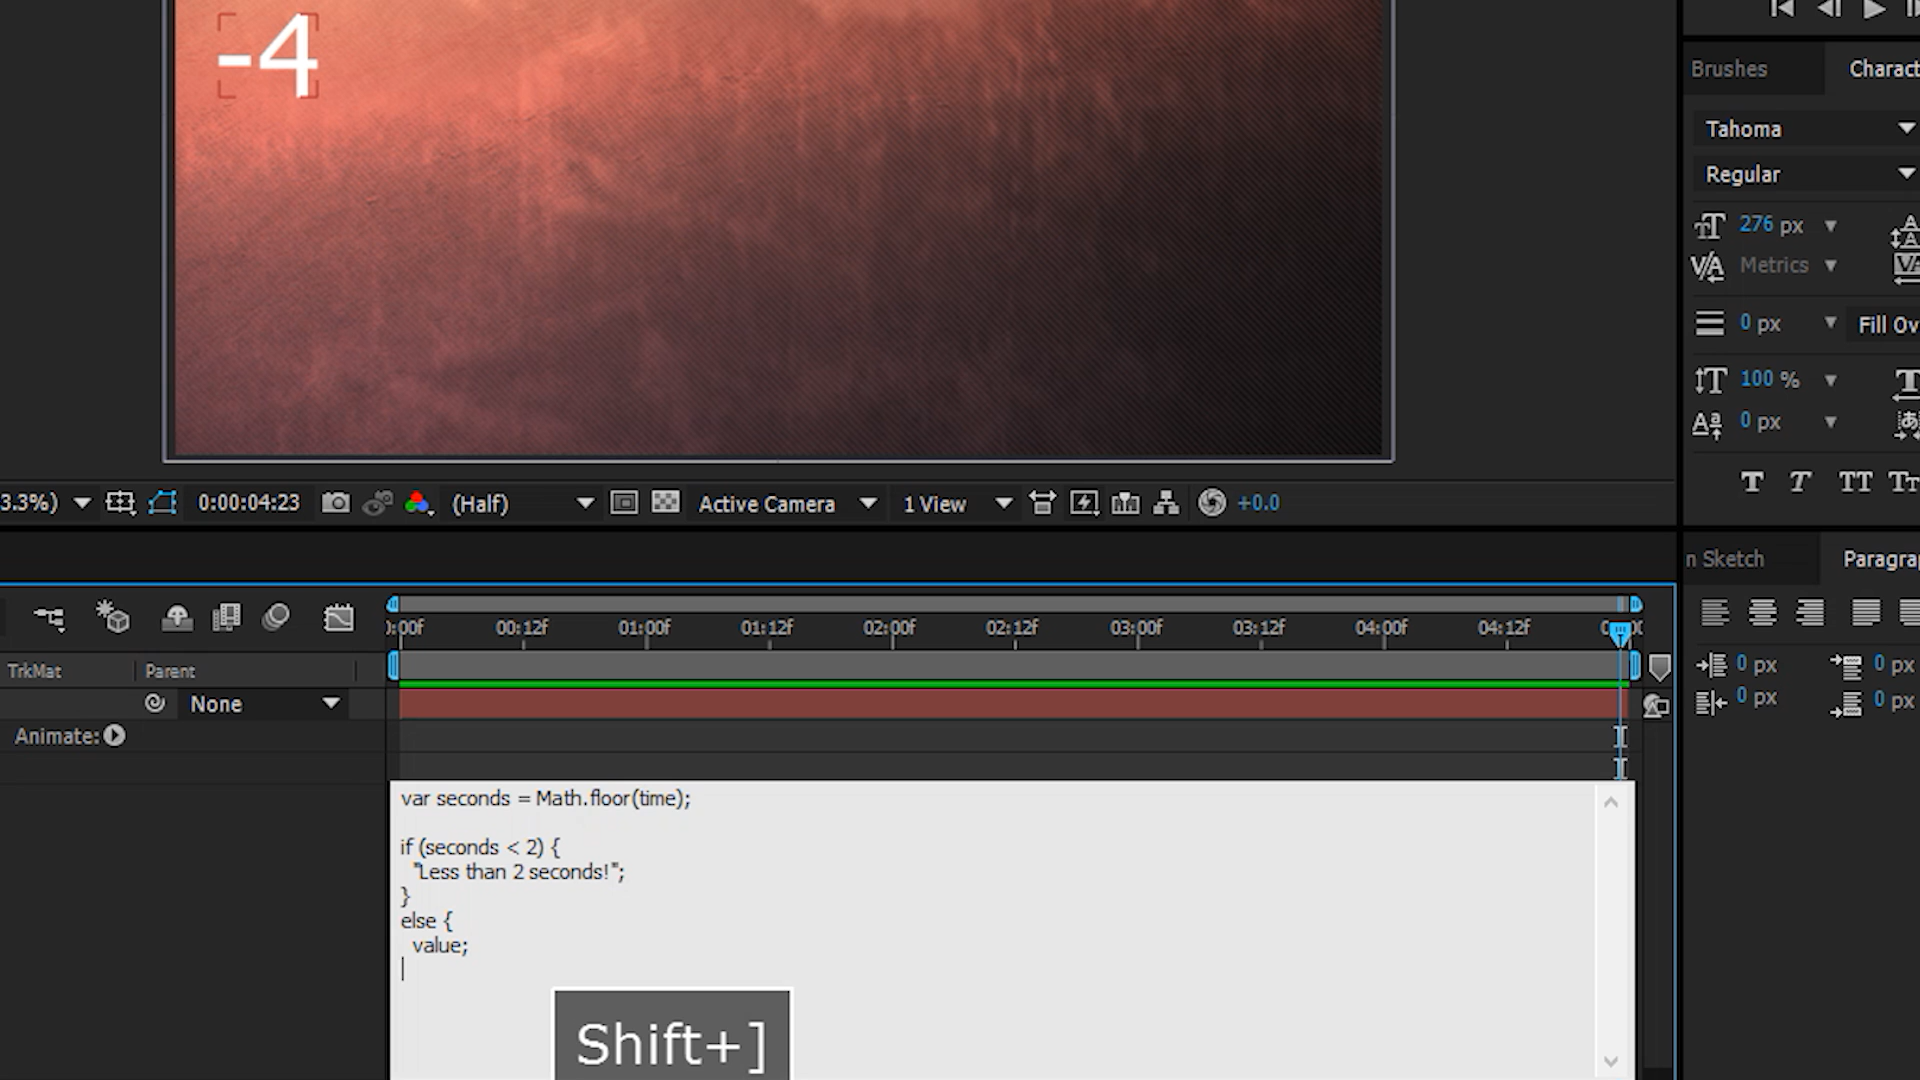 -4
Brushes
Charact
Tahoma
Regular
276 px
Metrics
0 px
Fill Ov
100 %
0 px
T T TT Tт
3.3%)
0:00:04:23
(Half)
Active Camera
1 View
+0.0
n Sketch
Paragra
0 px
0 px
0 px
0 px
):00f 00:12f 01:00f 01:12f 02:00f 02:12f 03:00f 03:12f 04:00f 04:12f
TrkMat
Parent
None
Animate:
var seconds = Math.floor(time);
if (seconds < 2) {
"Less than 2 seconds!";
}
else {
value;
Shift+]